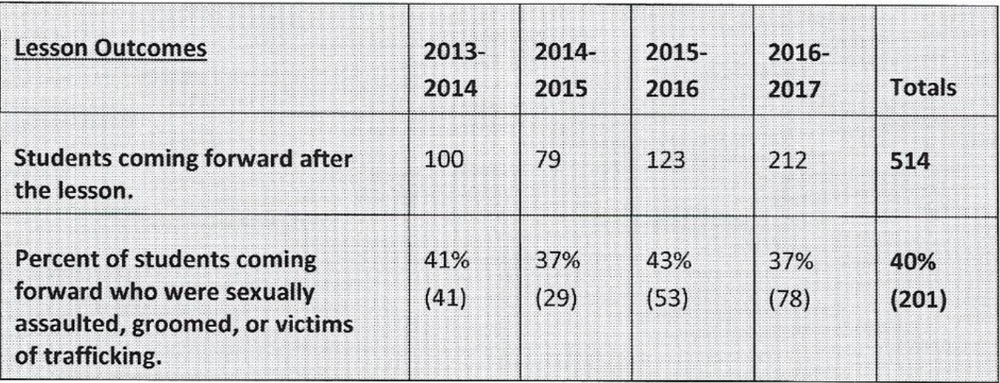 Lesson Outcomes 2013- 2014- 2015- 2016-
2014 2015 2016 2017 Totals
Students coming forward after 100 79 123 212 514
the lesson.
Percent of students coming 41% 37% 43% 37% 40%
forward who were sexually (41) (29) (53) (78) (201)
assaulted, groomed, or victims
of trafficking.